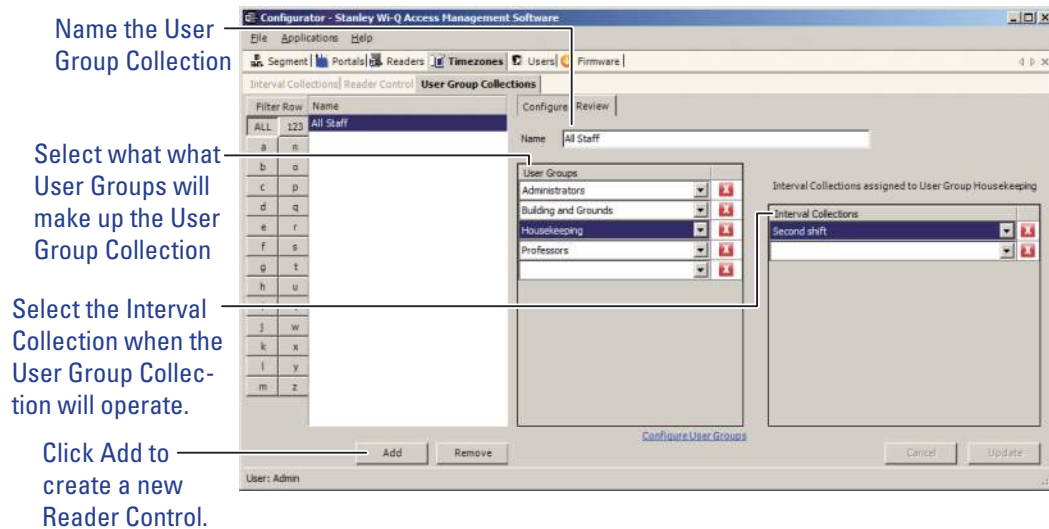 Configurator - Stanley Wi-Q Access Management Software
File Applications Help
Segment Portals Readers Timezones Users Firmware
Interval Collections Reader Control User Group Collections
Name the User
Group Collection
Filter Row Name
Configure Review
ALL 123 All Staff
Name All Staff
a n
b o
c p
d q
e r
f s
g t
h u
j w
k x
l y
m z
Select what what
User Groups will
make up the User
Group Collection
User Groups
Administrators
Building and Grounds
Housekeeping
Professors
Interval Collections assigned to User Group Housekeeping
Interval Collections
Second shift
Select the Interval
Collection when the
User Group Collec-
tion will operate.
Configure User Groups
Click Add to
create a new
Reader Control.
Add Remove
Cancel Update
User: Admin